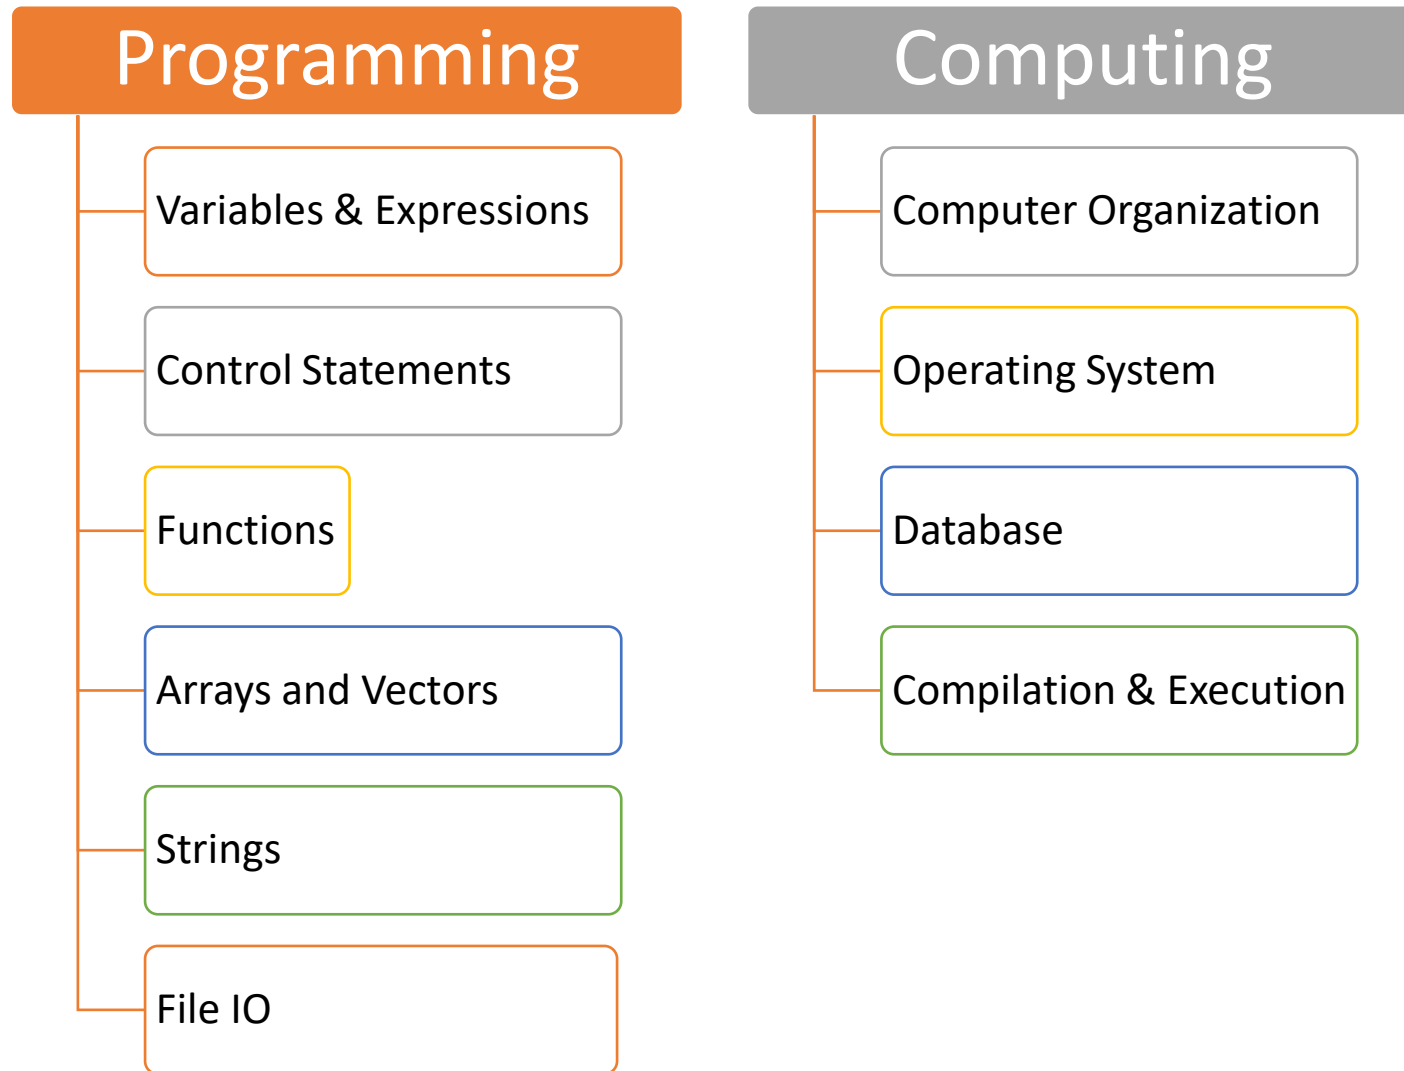 Programming
Variables & Expressions
Control Statements
Functions
Arrays and Vectors
Strings
File IO
Computing
Computer Organization
Operating System
Database
Compilation & Execution